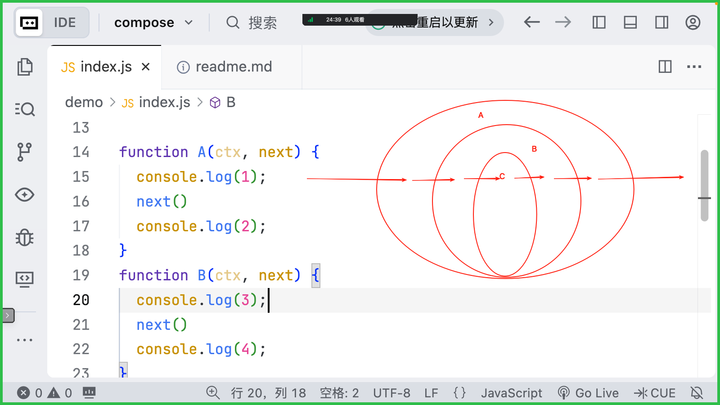 IDE
compose
搜索
24:39 6人观看
点击重启以更新
JS index.js
readme.md
demo > JS index.js > B
13
14 function A(ctx, next) {
15 console.log(1);
16 next()
17 console.log(2);
18 }
19 function B(ctx, next) {
20 console.log(3);
21 next()
22 console.log(4);
23 }
A
B
C
0 0 行 20，列 18 空格: 2 UTF-8 LF {} JavaScript Go Live CUE